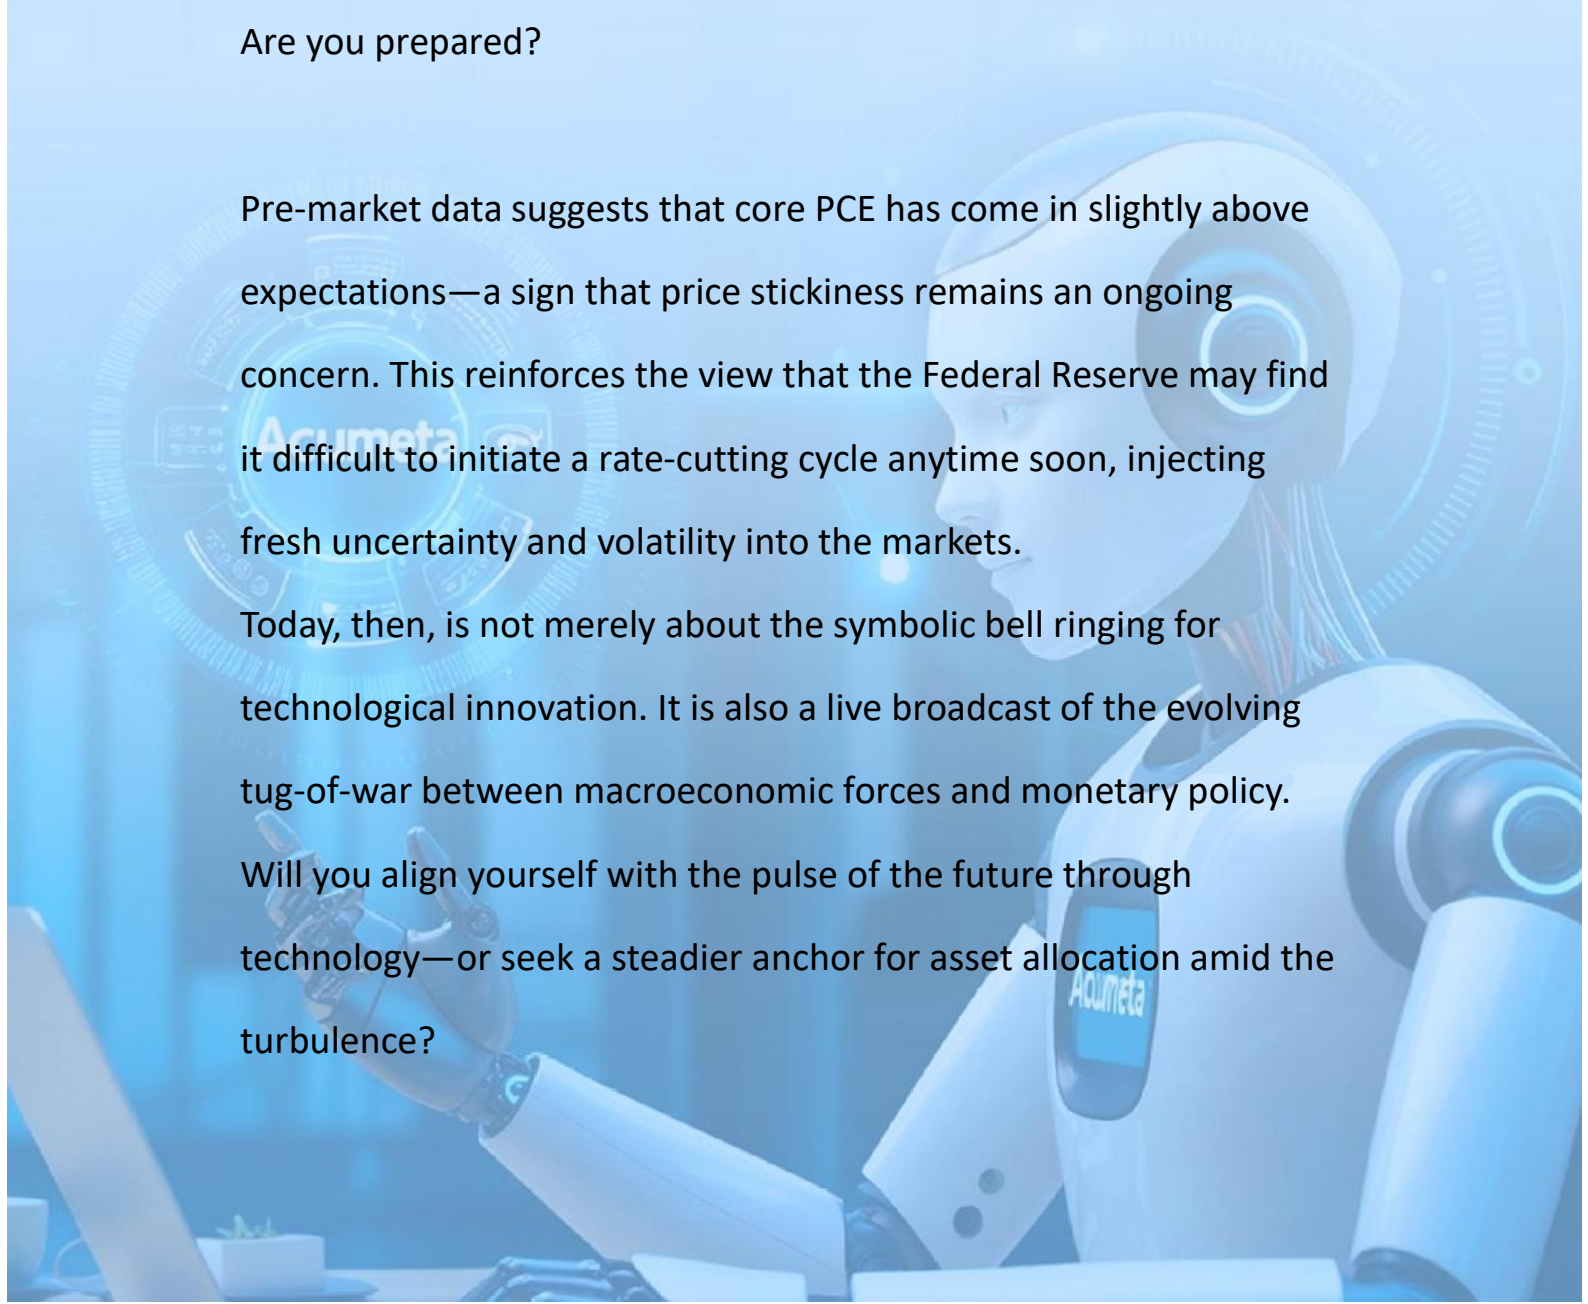 Are you prepared?
Pre-market data suggests that core PCE has come in slightly above
expectations—a sign that price stickiness remains an ongoing
concern. This reinforces the view that the Federal Reserve may find
it difficult to initiate a rate-cutting cycle anytime soon, injecting
fresh uncertainty and volatility into the markets.
Today, then, is not merely about the symbolic bell ringing for
technological innovation. It is also a live broadcast of the evolving
tug-of-war between macroeconomic forces and monetary policy.
Will you align yourself with the pulse of the future through
technology—or seek a steadier anchor for asset allocation amid the
turbulence?
Acumeta
Acumeta